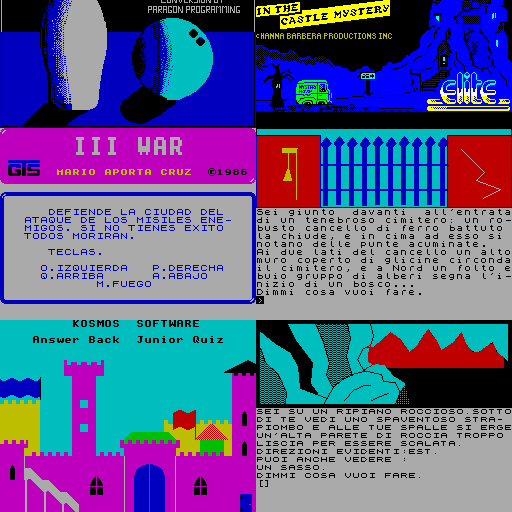 CONVERSION BY
PARAGON PROGRAMMING
IN THE
CASTLE MYSTERY
HANNA BARBERA PRODUCTIONS INC
elite
III WAR
GTS
MARIO APORTA CRUZ ©1986
DEFIENDE LA CIUDAD DEL
ATAQUE DE LOS MISILES ENE-
MIGOS. SI NO TIENES EXITO
TODOS MORIRAN.
TECLAS.
O.IZQUIERDA P.DERECHA
Q.ARRIBA A.ABAJO
M.FUEGO
Sei giunto davanti all'entrata
di un tenebroso cimitero: un ro-
busto cancello di ferro battuto
la chiude, e in cima ad esso si
notano delle punte acuminate.
Ai due lati del cancello un alto
muro coperto di glicine circonda
il cimitero, e a Nord un folto e
buio gruppo di alberi segna l'i-
nizio di un bosco...
Dimmi cosa vuoi fare.
KOSMOS SOFTWARE
Answer Back Junior Quiz
SEI SU UN RIPIANO ROCCIOSO.SOTTO
DI TE VEDI UNO SPAVENTOSO STRA-
PIOMBO E ALLE TUE SPALLE SI ERGE
UN'ALTA PARETE DI ROCCIA TROPPO
LISCIA PER ESSERE SCALATA.
DIREZIONI EVIDENTI:EST.
PUOI ANCHE VEDERE :
UN SASSO.
DIMMI COSA VUOI FARE.